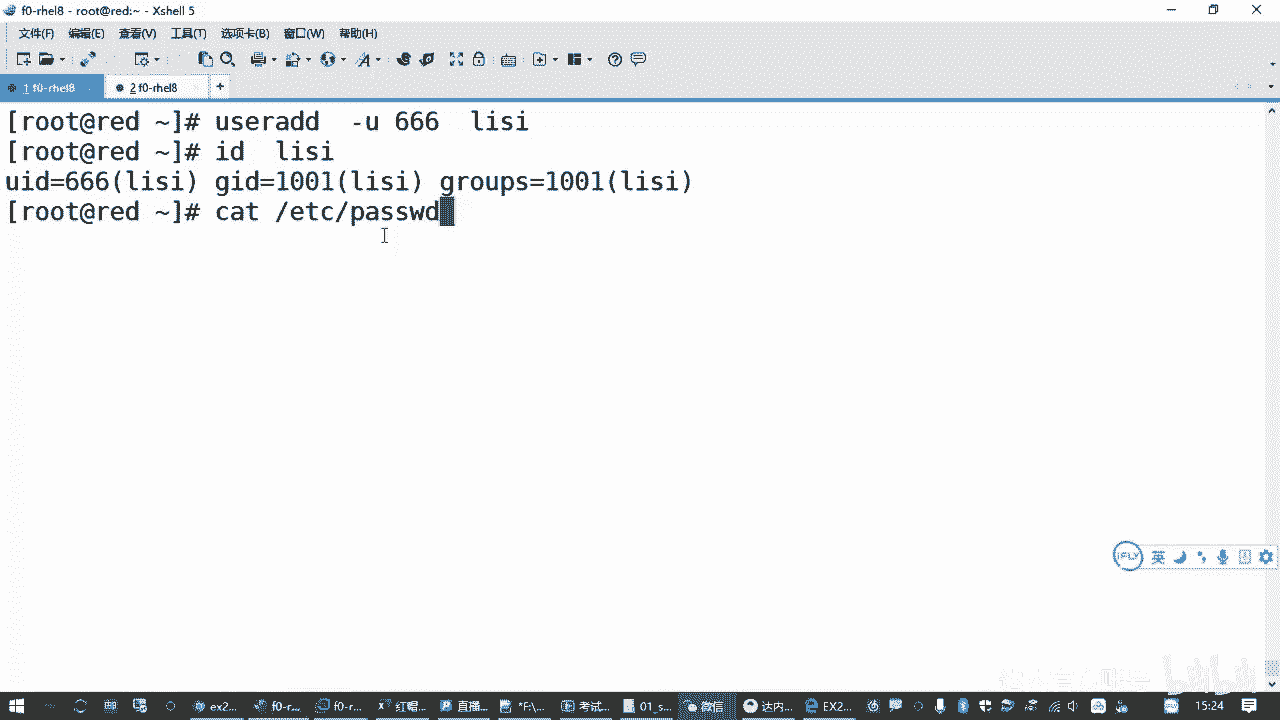 f0-rhel8 - root@red:~ - Xshell 5
文件(F) 编辑(E) 查看(V) 工具(T) 选项卡(B) 窗口(W) 帮助(H)
1 f0-rhel8 2 f0-rhel8 +
[root@red ~]# useradd -u 666 lisi
[root@red ~]# id lisi
uid=666(lisi) gid=1001(lisi) groups=1001(lisi)
[root@red ~]# cat /etc/passwd
iFLY 英
ex2... f0-r... f0-r... 红帽... 直播... *F:\... 考试... 01_s... 微信 达内... EX2... 15:24